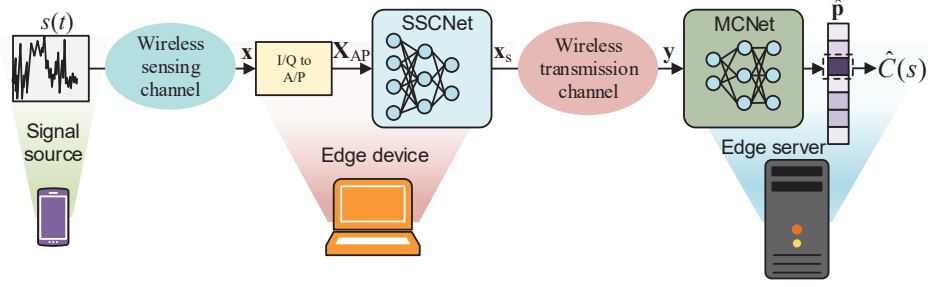 s(t)
Wireless
sensing
channel
x
I/Q to
A/P
X_AP
SSCNet
x_s
Wireless
transmission
channel
y
MCNet
p̂
Ĉ(s)
Signal
source
Edge device
Edge server